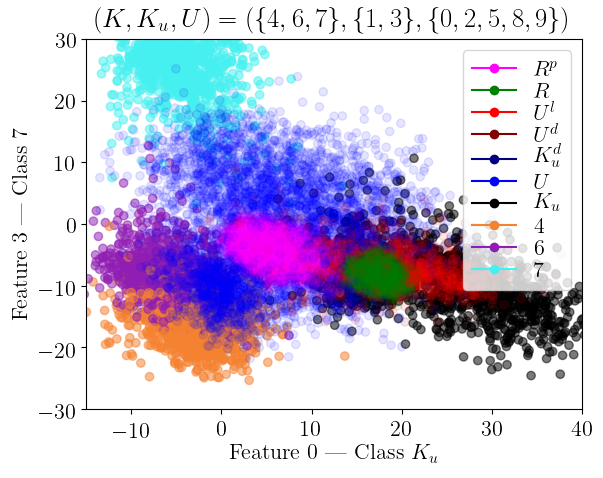 (K, K_u, U) = ({4, 6, 7}, {1, 3}, {0, 2, 5, 8, 9})
30
20
10
0
−10
−20
−30
Feature 3 — Class 7
R^p
R
U^l
U^d
K_u^d
U
K_u
4
6
7
−10 0 10 20 30 40
Feature 0 — Class K_u